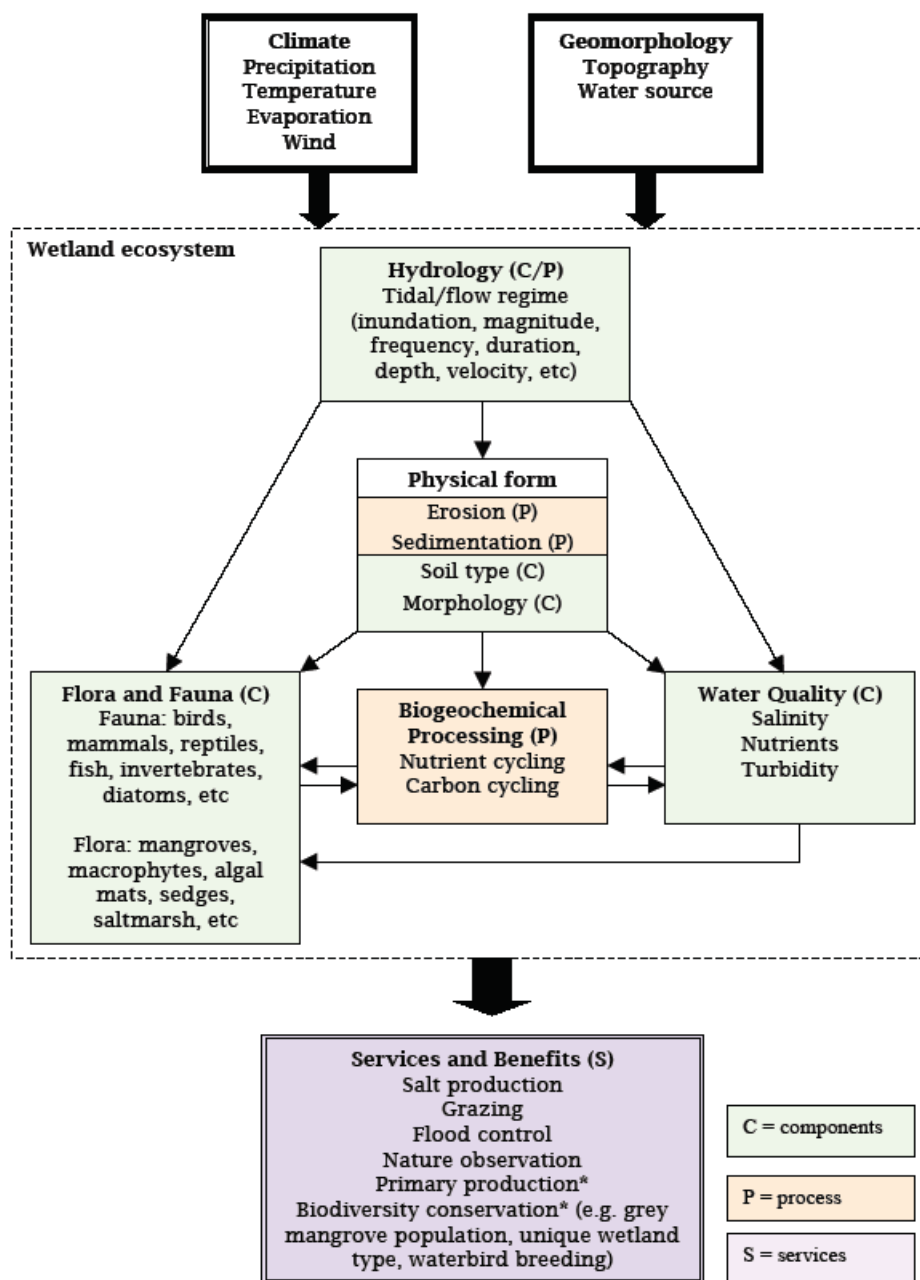 Climate
Precipitation
Temperature
Evaporation
Wind
Geomorphology
Topography
Water source
Wetland ecosystem
Hydrology (C/P)
Tidal/flow regime
(inundation, magnitude,
frequency, duration,
depth, velocity, etc)
Physical form
Erosion (P)
Sedimentation (P)
Soil type (C)
Morphology (C)
Flora and Fauna (C)
Fauna: birds,
mammals, reptiles,
fish, invertebrates,
diatoms, etc
Flora: mangroves,
macrophytes, algal
mats, sedges,
saltmarsh, etc
Biogeochemical
Processing (P)
Nutrient cycling
Carbon cycling
Water Quality (C)
Salinity
Nutrients
Turbidity
Services and Benefits (S)
Salt production
Grazing
Flood control
Nature observation
Primary production*
Biodiversity conservation* (e.g. grey
mangrove population, unique wetland
type, waterbird breeding)
C = components
P = process
S = services